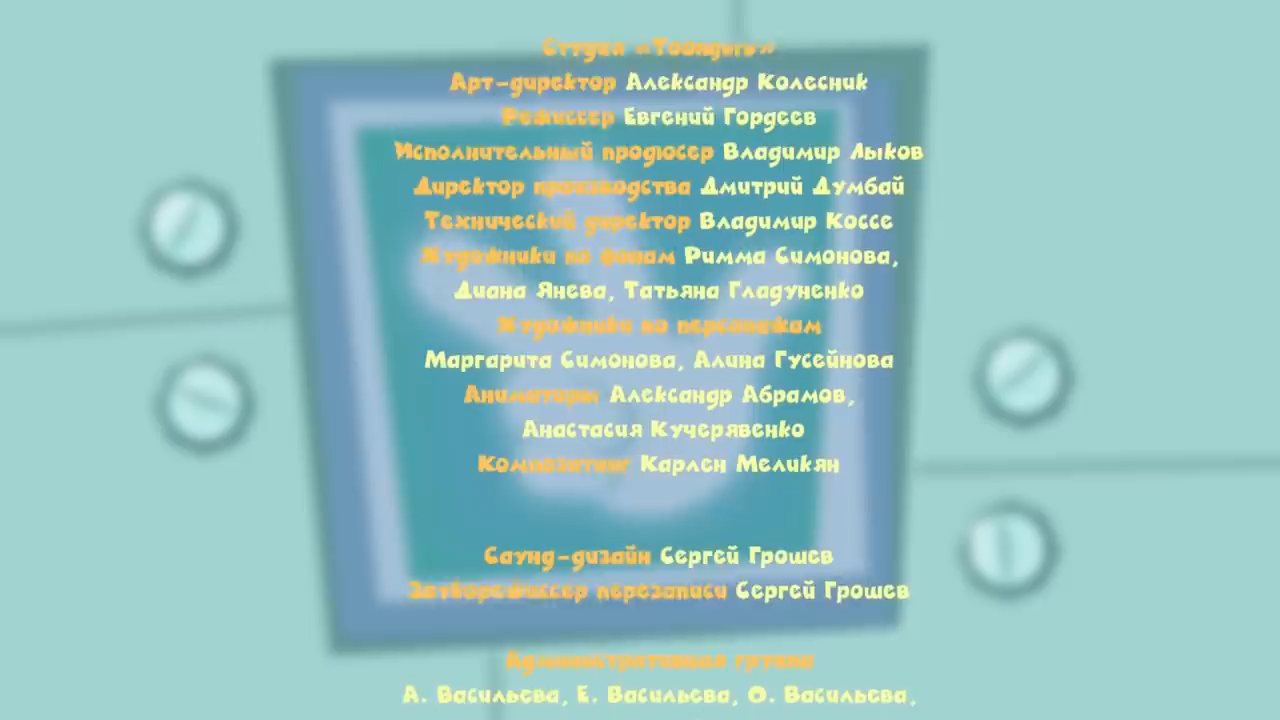 Студия
Арт-директор Александр Колесник
Режиссер Евгений Гордеев
Исполнительный продюсер Владимир Лыков
Директор производства Дмитрий Думбай
Технический директор Владимир Коссе
Художники по фонам Римма Симонова,
Диана Янева, Татьяна Гладуненко
Художники по персонажам
Маргарита Симонова, Алина Гусейнова
Аниматоры Александр Абрамов,
Анастасия Кучерявенко
Композитинг Карлен Меликян
Саунд-дизайн Сергей Грошев
Звукорежиссер перезаписи Сергей Грошев
Административная группа
А. Васильева, Е. Васильева, О. Васильева,